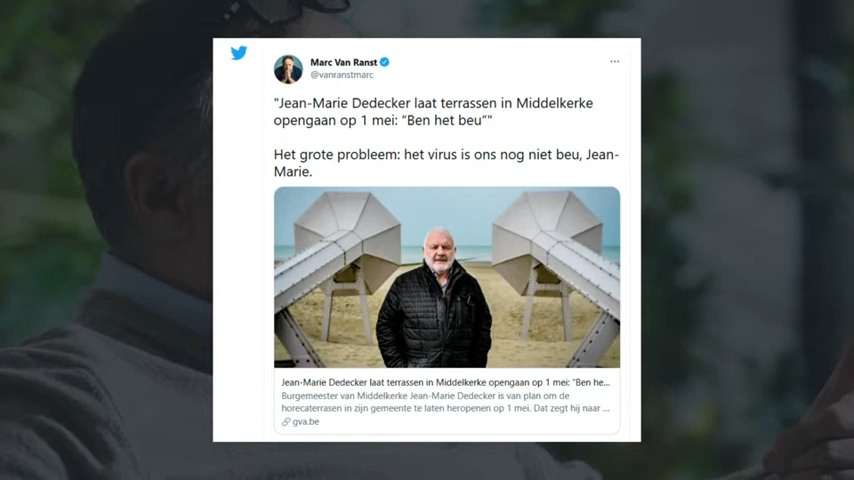 Marc Van Ranst
@vanranstmarc
"Jean-Marie Dedecker laat terrassen in Middelkerke
opengaan op 1 mei: “Ben het beu”"
Het grote probleem: het virus is ons nog niet beu, Jean-
Marie.
Jean-Marie Dedecker laat terrassen in Middelkerke opengaan op 1 mei: “Ben he...
Burgemeester van Middelkerke Jean-Marie Dedecker is van plan om de
horecaterrassen in zijn gemeente te laten heropenen op 1 mei. Dat zegt hij naar ...
gva.be